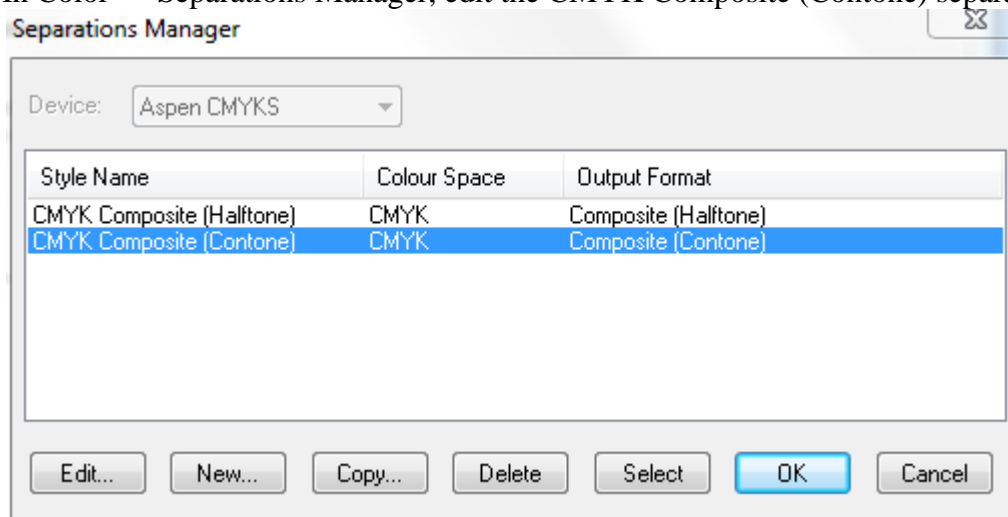 Separations Manager
Device: Aspen CMYKS
Style Name Colour Space Output Format
CMYK Composite (Halftone) CMYK Composite (Halftone)
CMYK Composite (Contone) CMYK Composite (Contone)
Edit... New... Copy... Delete Select OK Cancel